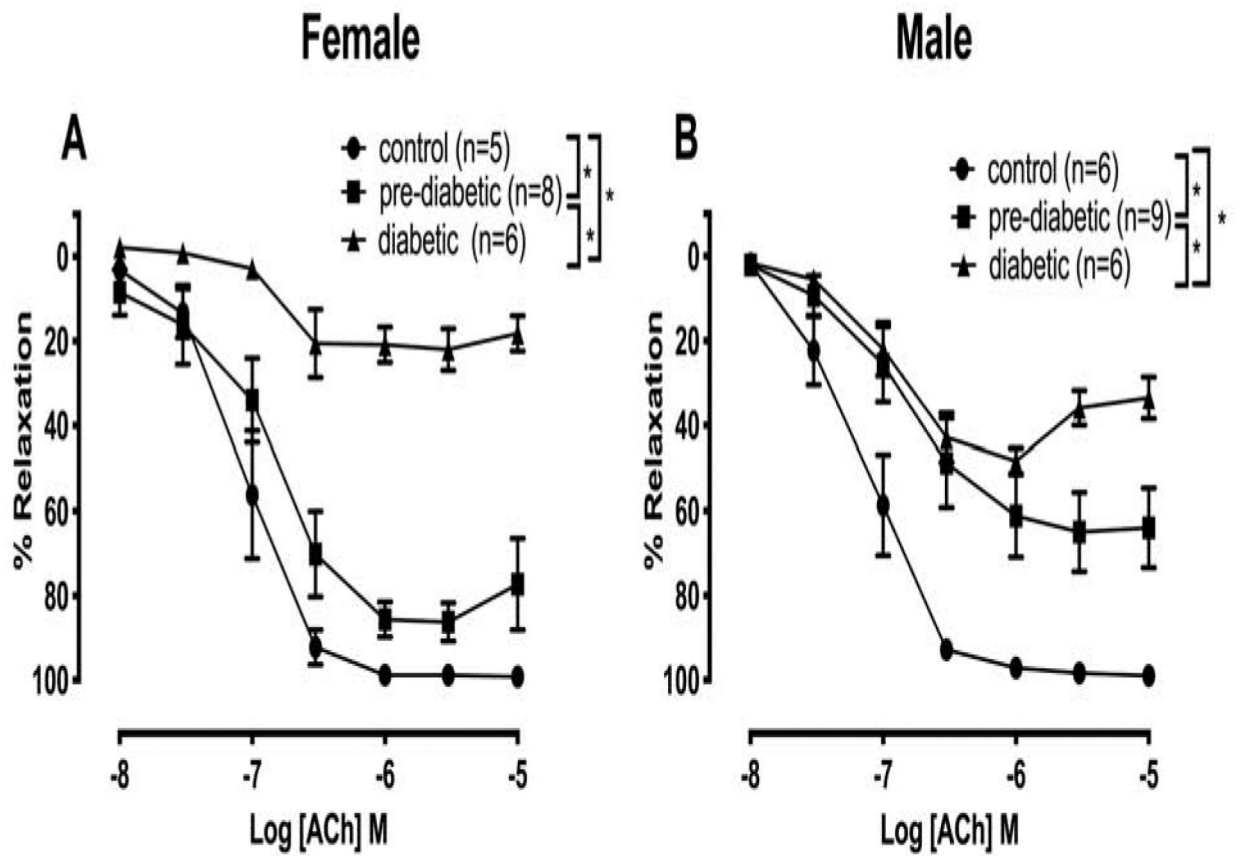 Female
Male
A
control (n=5)
pre-diabetic (n=8)
diabetic (n=6)
*
*
*
% Relaxation
0
20
40
60
80
100
-8
-7
-6
-5
Log [ACh] M
B
control (n=6)
pre-diabetic (n=9)
diabetic (n=6)
*
*
*
% Relaxation
0
20
40
60
80
100
-8
-7
-6
-5
Log [ACh] M